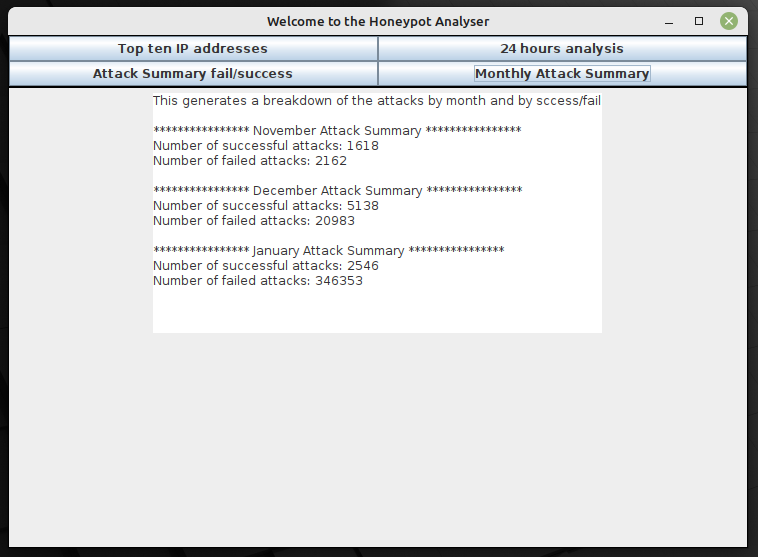 Welcome to the Honeypot Analyser
Top ten IP addresses
24 hours analysis
Attack Summary fail/success
Monthly Attack Summary
This generates a breakdown of the attacks by month and by sccess/fail
**************** November Attack Summary ****************
Number of successful attacks: 1618
Number of failed attacks: 2162
**************** December Attack Summary ****************
Number of successful attacks: 5138
Number of failed attacks: 20983
**************** January Attack Summary ****************
Number of successful attacks: 2546
Number of failed attacks: 346353